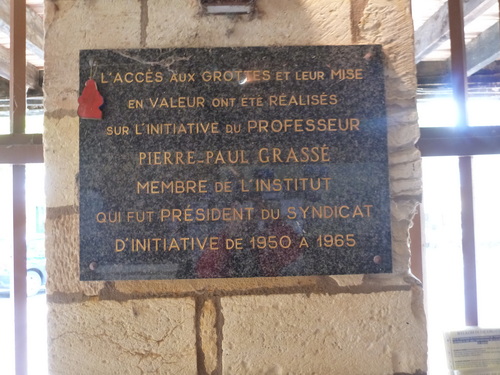 L'ACCÈS AUX GROTTES ET LEUR MISE
EN VALEUR ONT ÉTÉ RÉALISÉS
SUR L'INITIATIVE DU PROFESSEUR
PIERRE-PAUL GRASSÉ
MEMBRE DE L'INSTITUT
QUI FUT PRÉSIDENT DU SYNDICAT
D'INITIATIVE DE 1950 À 1965